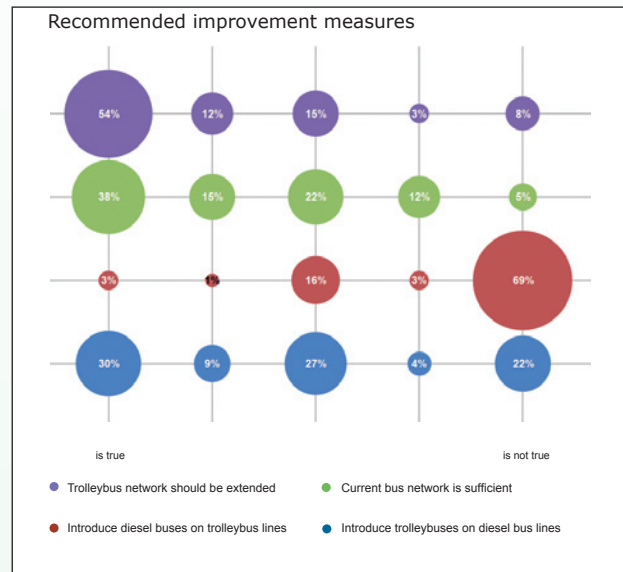 Recommended improvement measures
54% 12% 15% 3% 8%
38% 15% 22% 12% 5%
3% 1% 16% 3% 69%
30% 9% 27% 4% 22%
is true is not true
Trolleybus network should be extended Current bus network is sufficient
Introduce diesel buses on trolleybus lines Introduce trolleybuses on diesel bus lines